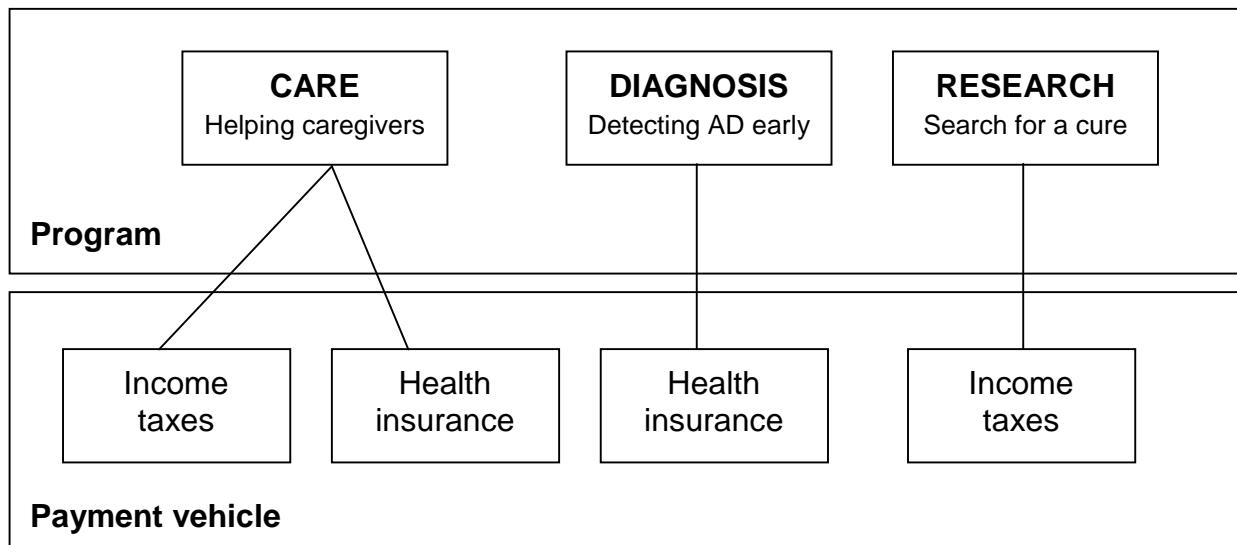 CARE
Helping caregivers
DIAGNOSIS
Detecting AD early
RESEARCH
Search for a cure
Program
Income
taxes
Health
insurance
Health
insurance
Income
taxes
Payment vehicle